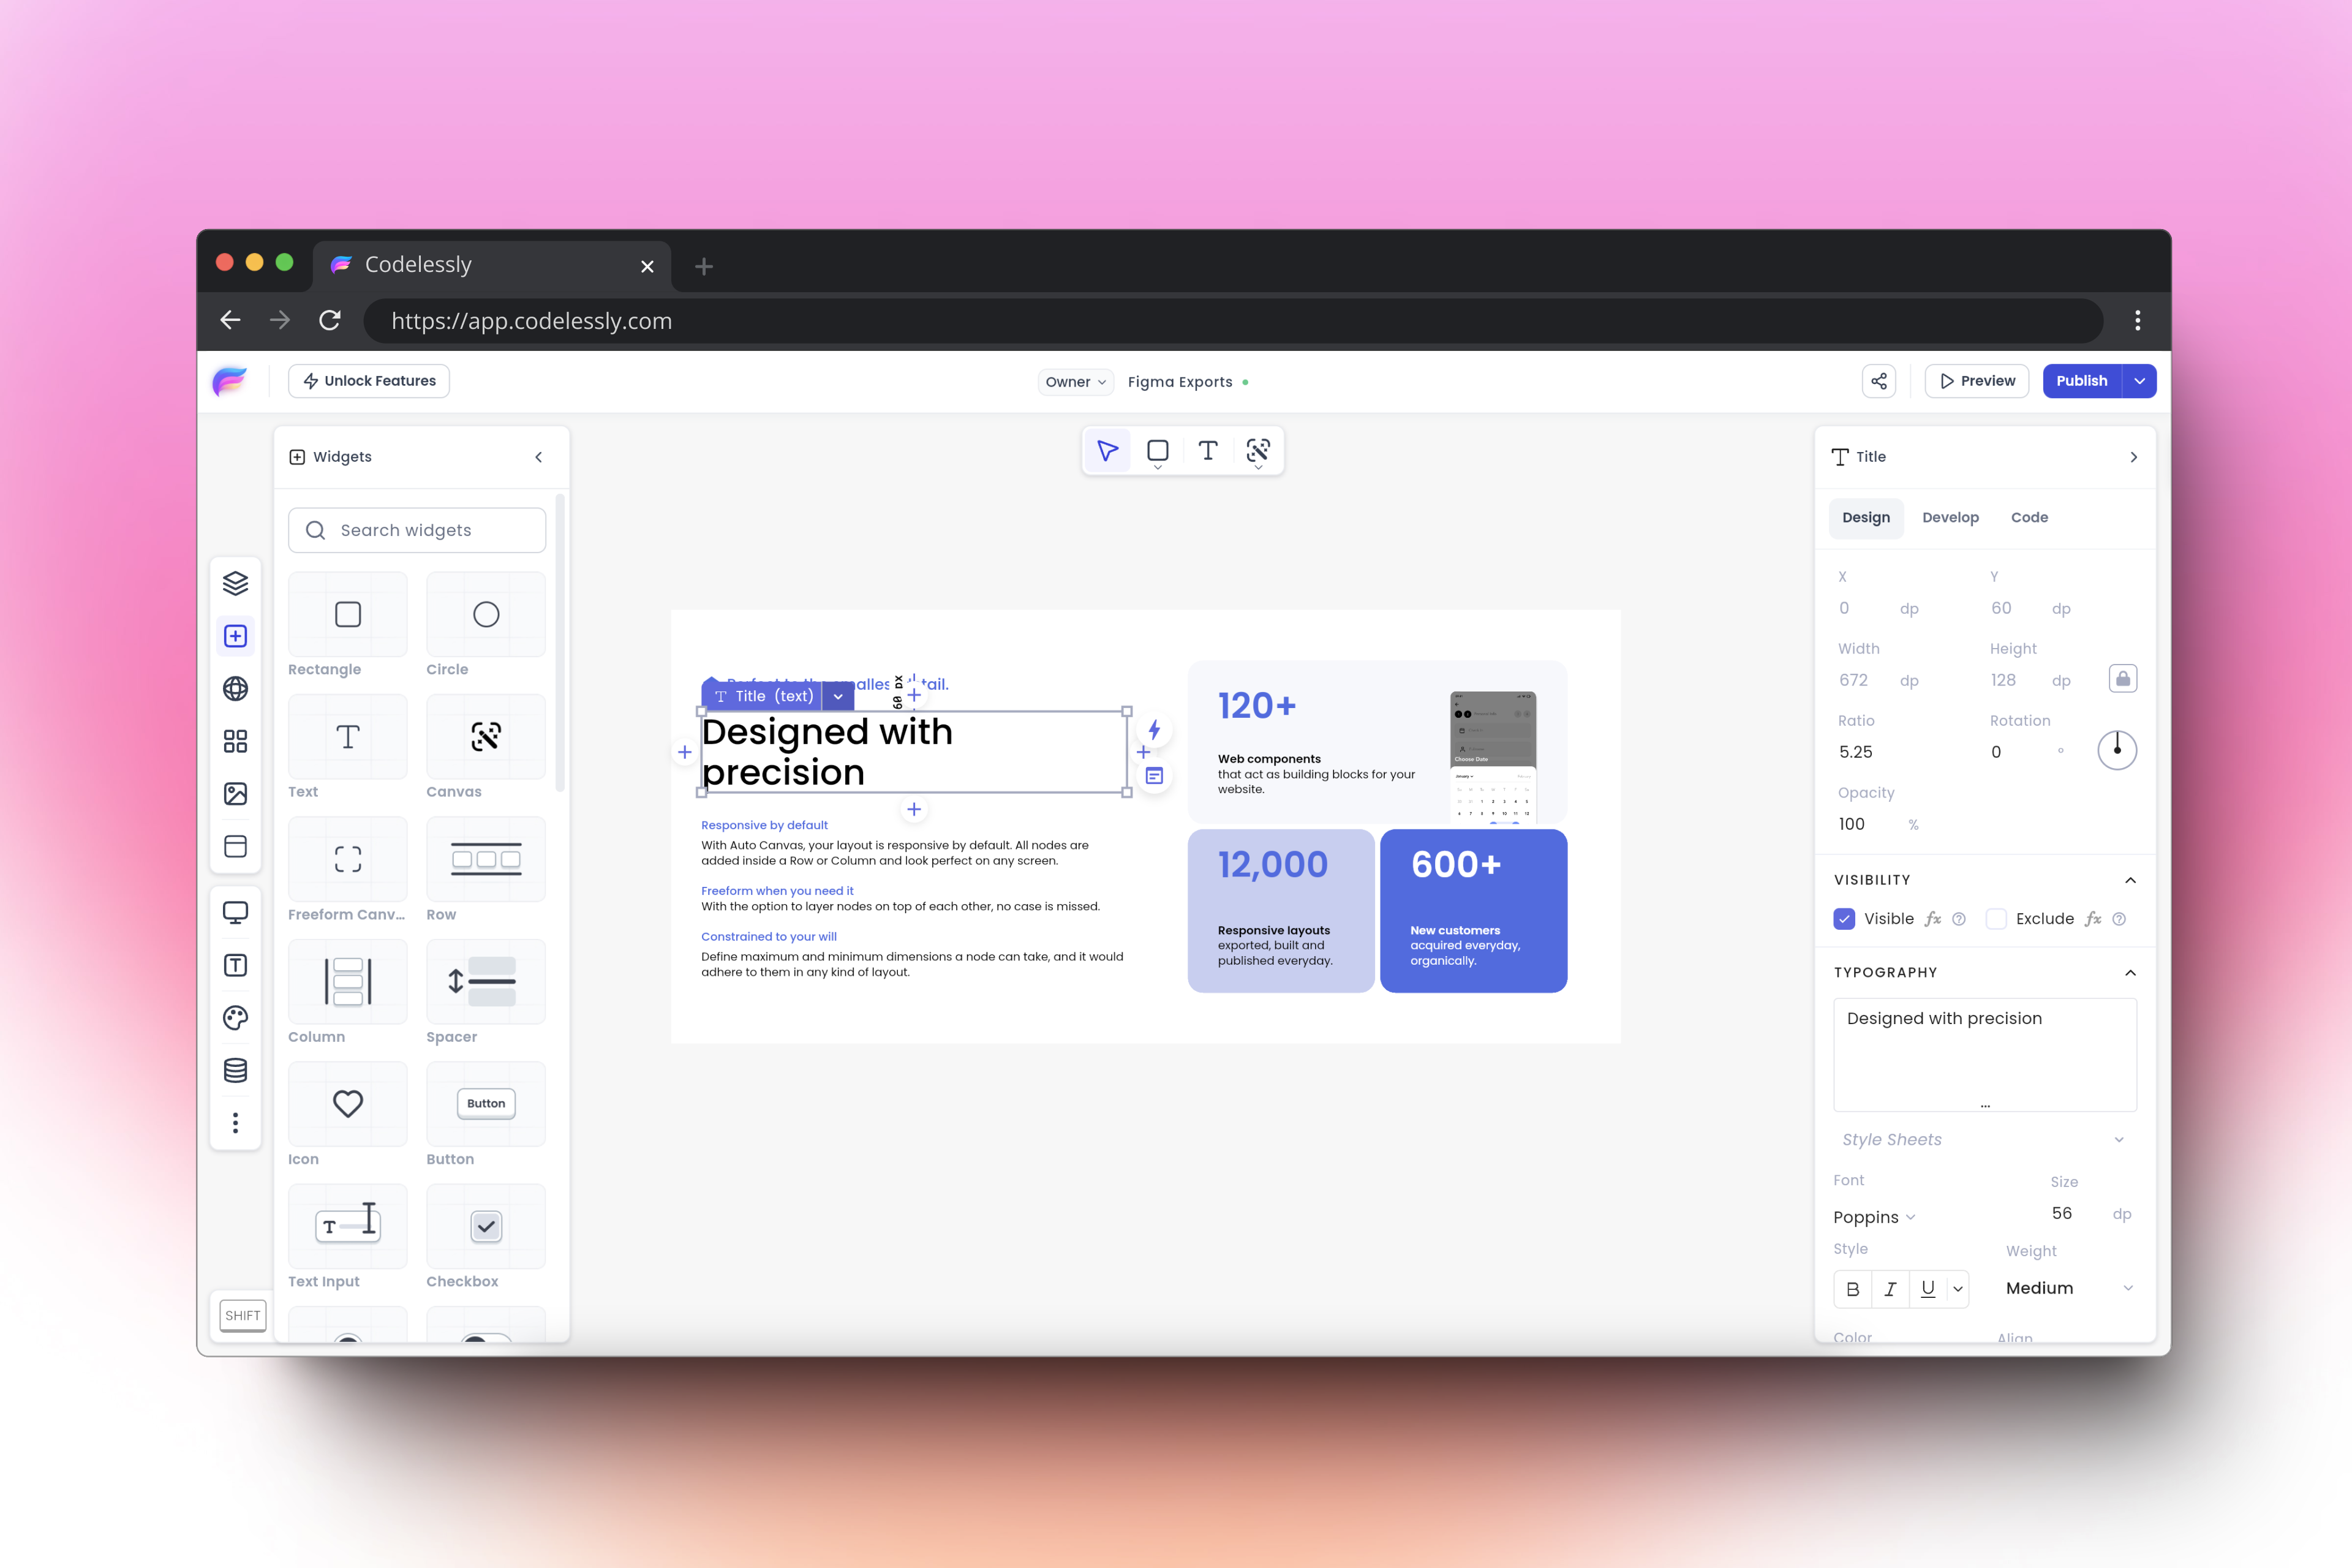 Codelessly
https://app.codelessly.com
Unlock Features
Owner
Figma Exports
Preview
Publish
Widgets
Search widgets
Rectangle
Circle
Text
Canvas
Freeform Canv...
Row
Column
Spacer
Icon
Button
Button
Text Input
Checkbox
SHIFT
Title (text)
Designed with
precision
Responsive by default
With Auto Canvas, your layout is responsive by default. All nodes are
added inside a Row or Column and look perfect on any screen.
Freeform when you need it
With the option to layer nodes on top of each other, no case is missed.
Constrained to your will
Define maximum and minimum dimensions a node can take, and it would
adhere to them in any kind of layout.
120+
Web components
that act as building blocks for your
website.
Choose Date
12,000
Responsive layouts
exported, built and
published everyday.
600+
New customers
acquired everyday,
organically.
Title
Design
Develop
Code
X
Y
0 dp
60 dp
Width
Height
672 dp
128 dp
Ratio
Rotation
5.25
0 °
Opacity
100 %
VISIBILITY
Visible fx
Exclude fx
TYPOGRAPHY
Designed with precision
...
Style Sheets
Font
Size
Poppins
56 dp
Style
Weight
B I U
Medium
Color
Align